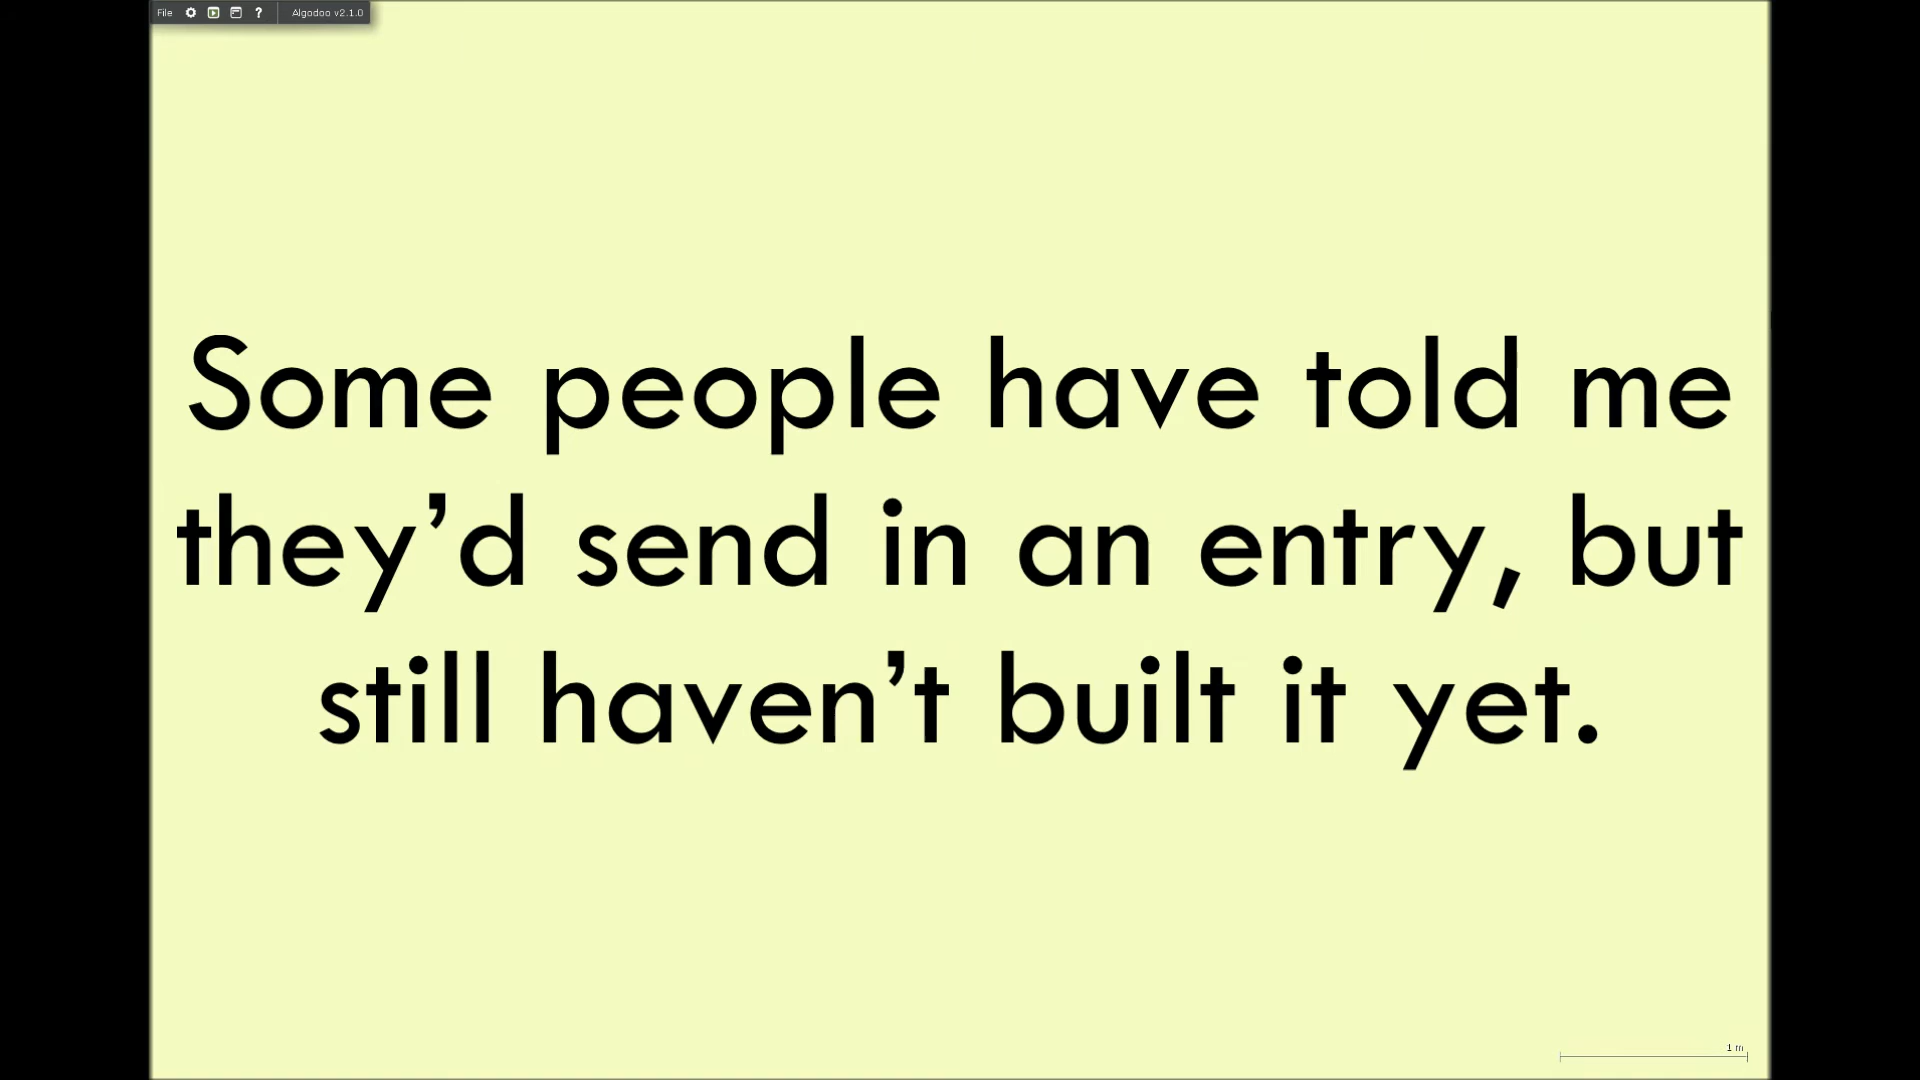 File ? Algodoo v2.1.0
Some people have told me
they’d send in an entry, but
still haven’t built it yet.
1 m